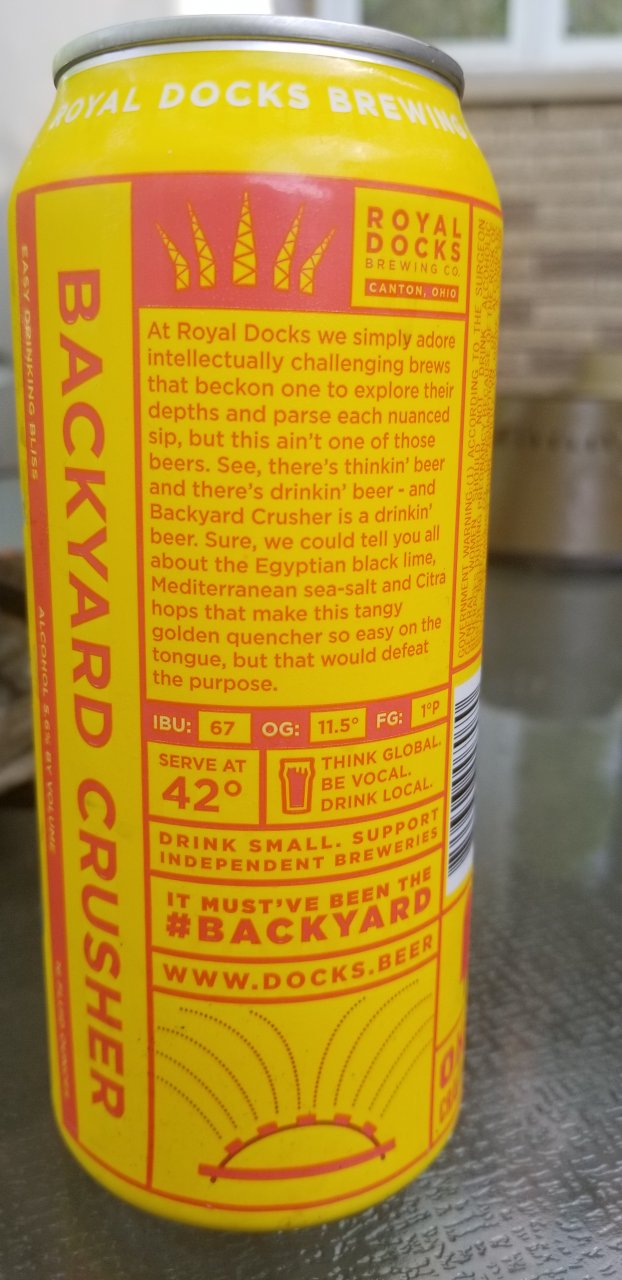 ROYAL DOCKS BREWING
EASY DRINKING BLISS
ALCOHOL 5.6% BY VOLUME
16 FLUID OUNCES
BACKYARD CRUSHER
ROYAL
DOCKS
BREWING CO.
CANTON, OHIO
At Royal Docks we simply adore
intellectually challenging brews
that beckon one to explore their
depths and parse each nuanced
sip, but this ain't one of those
beers. See, there's thinkin' beer
and there's drinkin' beer - and
Backyard Crusher is a drinkin'
beer. Sure, we could tell you all
about the Egyptian black lime,
Mediterranean sea-salt and Citra
hops that make this tangy
golden quencher so easy on the
tongue, but that would defeat
the purpose.
IBU: 67 OG: 11.5° FG: 1°P
SERVE AT
42°
THINK GLOBAL.
BE VOCAL.
DRINK LOCAL.
DRINK SMALL. SUPPORT
INDEPENDENT BREWERIES
IT MUST'VE BEEN THE
#BACKYARD
WWW.DOCKS.BEER
GOVERNMENT WARNING (1) ACCORDING TO THE SURGEON
GENERAL, WOMEN